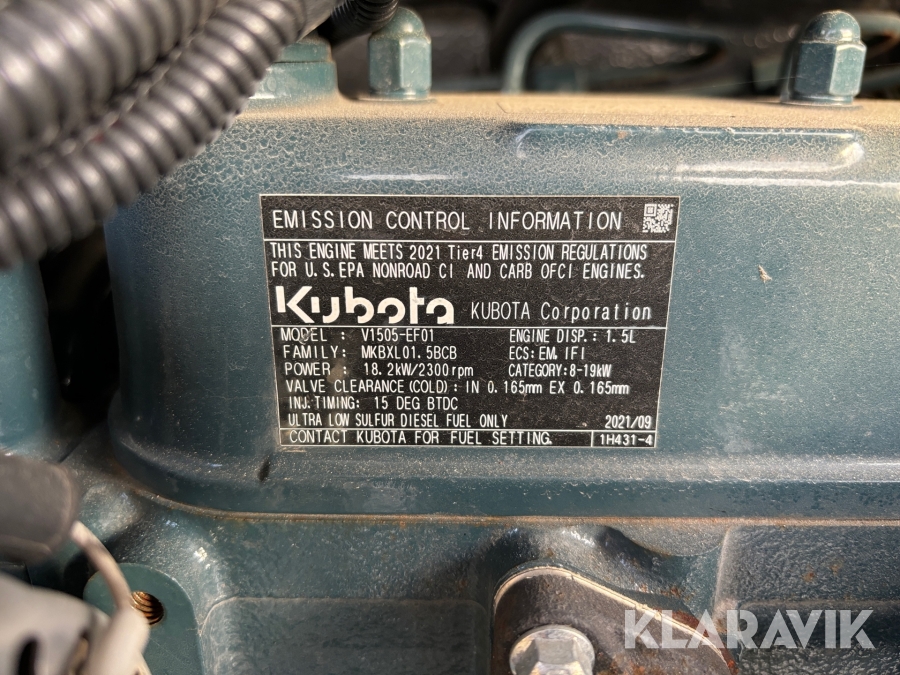 EMISSION CONTROL INFORMATION
THIS ENGINE MEETS 2021 Tier4 EMISSION REGULATIONS
FOR U.S. EPA NONROAD CI AND CARB OFCI ENGINES.
Kubota KUBOTA Corporation
MODEL : V1505-EF01 ENGINE DISP. : 1.5L
FAMILY : MKBXL01.5BCB ECS: EM, IFI
POWER : 18.2kW/2300rpm CATEGORY: 8-19kW
VALVE CLEARANCE (COLD) : IN 0.165mm EX 0.165mm
INJ. TIMING: 15 DEG BTDC
ULTRA LOW SULFUR DIESEL FUEL ONLY 2021/09
CONTACT KUBOTA FOR FUEL SETTING. 1H431-4
KLARAVIK